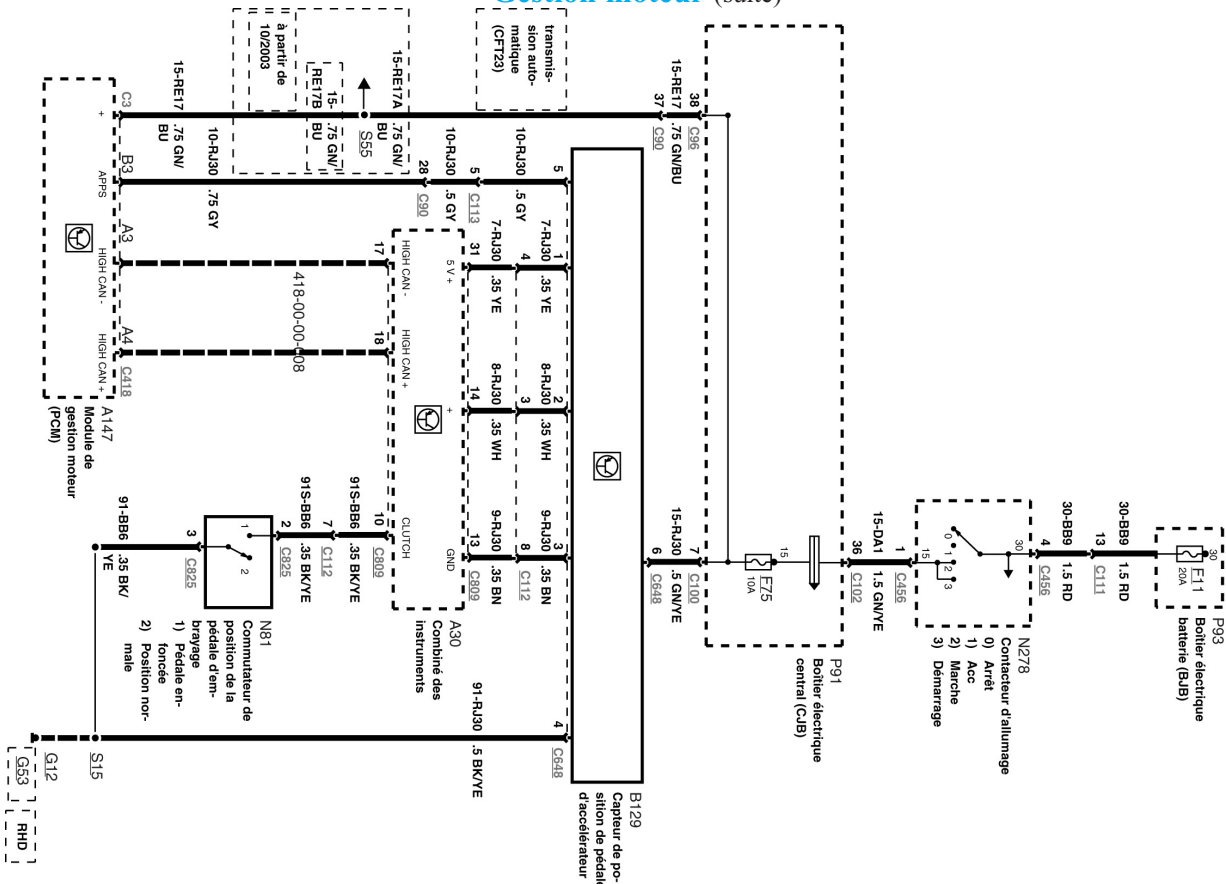 Gestion moteur (suite)
P93
Boîtier électrique
batterie (BJB)
30
F11
20A
30-BB9 1.5 RD
13 C111
30-BB9 1.5 RD
4 C456
N278
Contacteur d'allumage
0) Arrêt
1) Acc
2) Marche
3) Démarrage
30
0 1 2 3
15
1 C456
15-DA1 1.5 GN/YE
36 C102
P91
Boîtier électrique
central (CJB)
15
F75
10A
38 C96
15-RE17 .75 GN/BU
37 C90
7 C100
15-RJ30 .5 GN/YE
6 C648
transmis-
sion auto-
matique
(CFT23)
B129
Capteur de po-
sition de pédale
d'accélérateur
5
1
2
3
4 C648
10-RJ30 .5 GY
7-RJ30 .35 YE
8-RJ30 .35 WH
9-RJ30 .35 BN
91-RJ30 .5 BK/YE
5 C113
4
3
8 C112
10-RJ30 .5 GY
7-RJ30 .35 YE
8-RJ30 .35 WH
9-RJ30 .35 BN
28 C90
31
14
13 C809
5 V +
+
GND
A30
Combiné des
instruments
HIGH CAN -
HIGH CAN +
CLUTCH
17
18
10 C809
15-RE17A .75 GN/
BU
S55
15-
RE17B .75 GN/
BU
à partir de
10/2003
15-RE17 .75 GN/
BU
10-RJ30 .75 GY
418-00-00-008
91S-BB6 .35 BK/YE
7 C112
91S-BB6 .35 BK/YE
2 C825
N81
Commutateur de
position de la
pédale d'em-
brayage
1) Pédale en-
foncée
2) Position nor-
male
1
2
3 C825
91-BB6 .35 BK/
YE
S15
G12
G53
RHD
C3
B3
A3
A4 C418
+
APPS
HIGH CAN -
HIGH CAN +
A147
Module de
gestion moteur
(PCM)